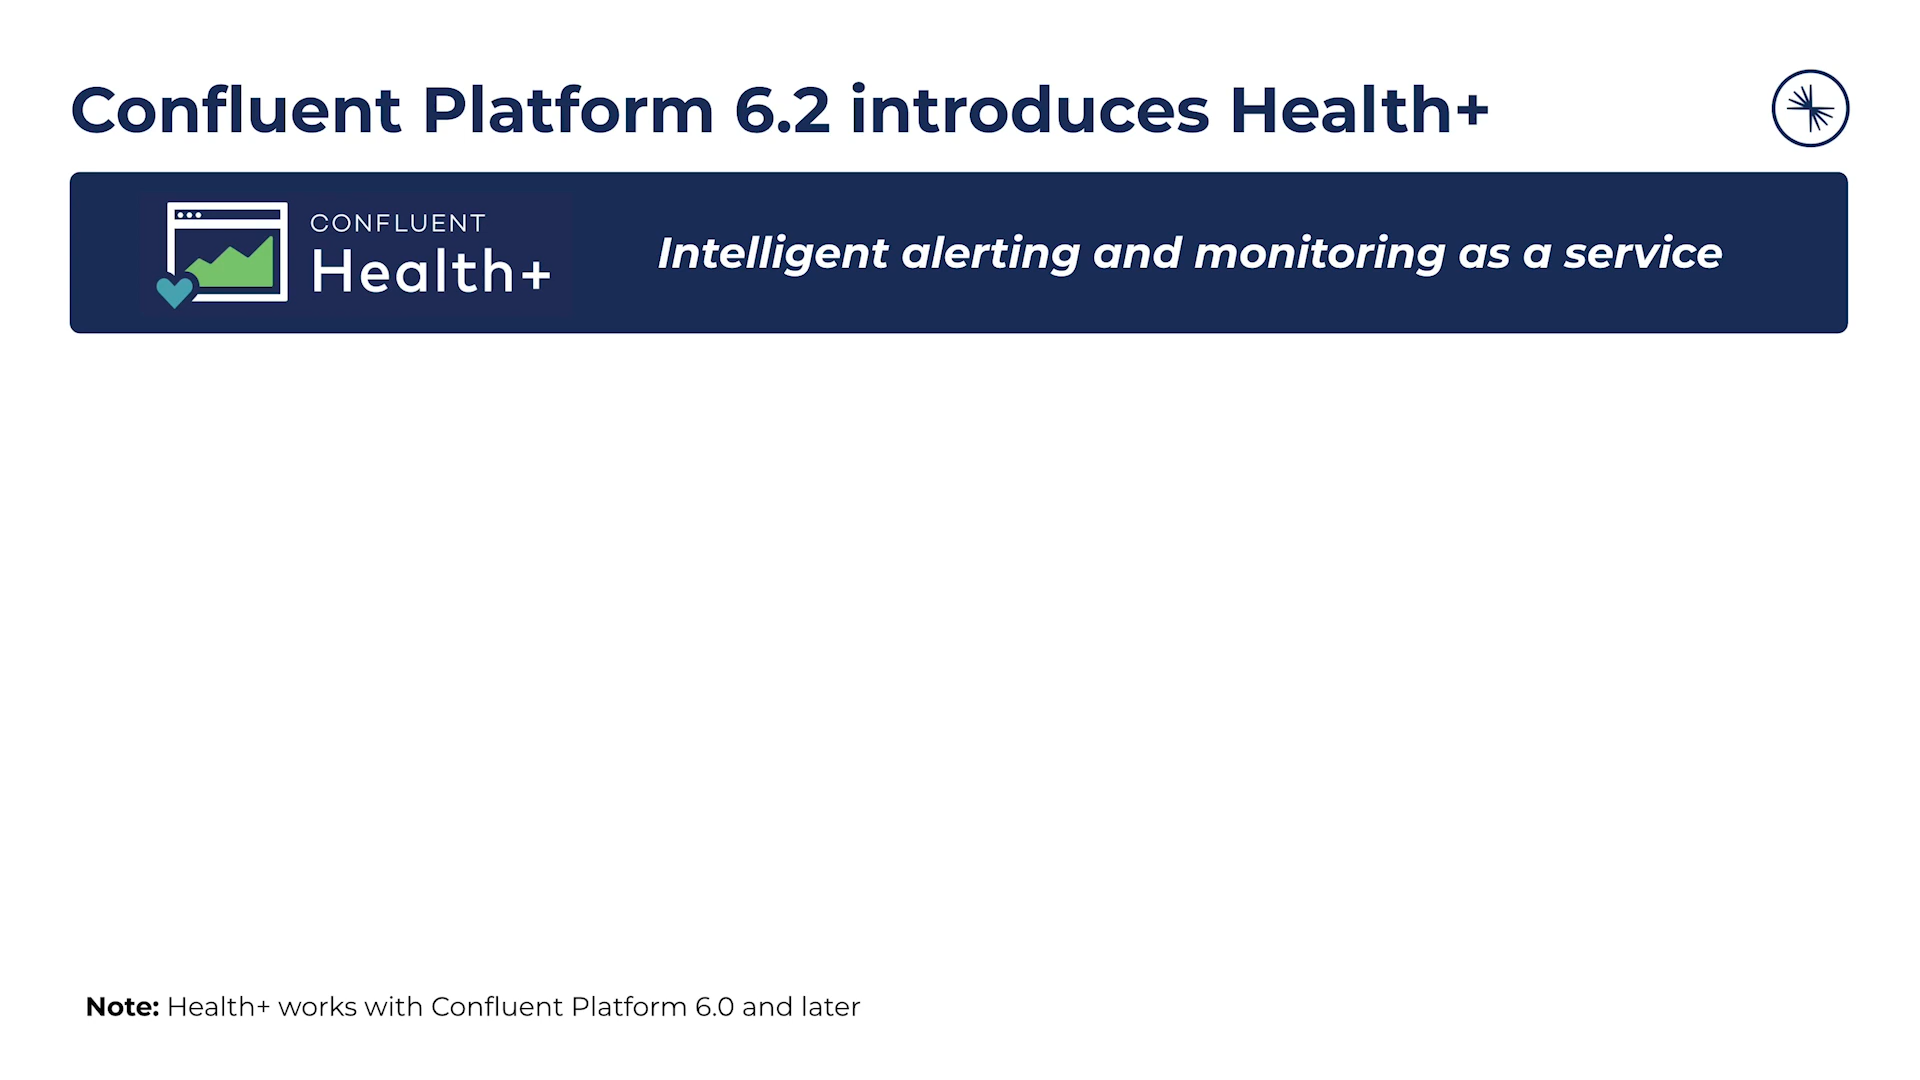 Confluent Platform 6.2 introduces Health+
CONFLUENT
Health+
Intelligent alerting and monitoring as a service
Note: Health+ works with Confluent Platform 6.0 and later